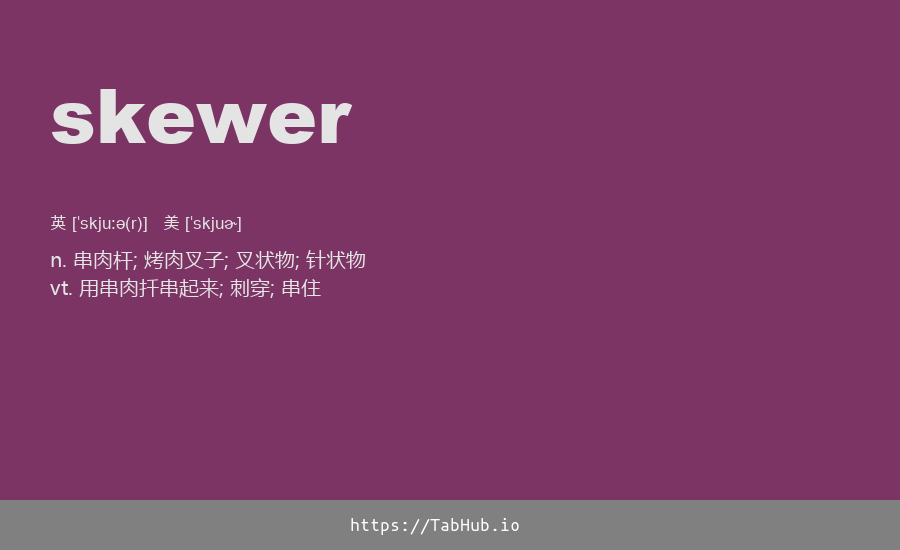 skewer
英 [ˈskjuːə(r)] 美 [ˈskjuɚ]
n. 串肉杆; 烤肉叉子; 叉状物; 针状物
vt. 用串肉扦串起来; 刺穿; 串住
https://TabHub.io